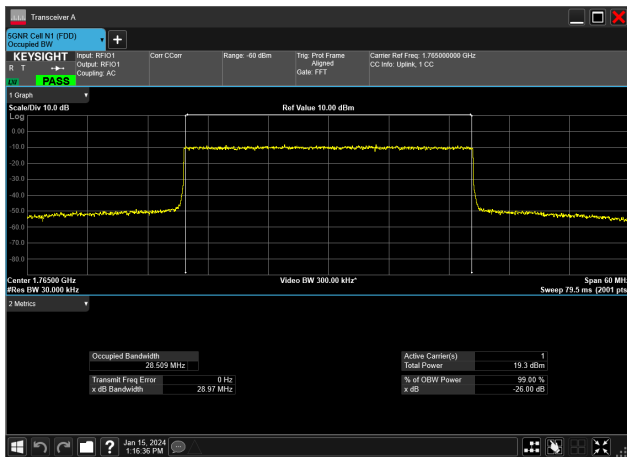 Transceiver A
5GNR Cell N1 (FDD)
Occupied BW
KEYSIGHT
R T
PASS
Input: RFIO1
Output: RFIO1
Coupling: AC
Corr CCorr
Range: -60 dBm
Trig: Prot Frame
Aligned
Gate: FFT
Carrier Ref Freq: 1.765000000 GHz
CC Info: Uplink, 1 CC
1 Graph
Scale/Div 10.0 dB
Ref Value 10.00 dBm
Log
0.00
-10.0
-20.0
-30.0
-40.0
-50.0
-60.0
-70.0
-80.0
Center 1.76500 GHz
Video BW 300.00 kHz*
Span 60 MH
#Res BW 30.000 kHz
Sweep 79.5 ms (2001 pts
2 Metrics
Occupied Bandwidth
28.509 MHz
Transmit Freq Error 0 Hz
x dB Bandwidth 28.97 MHz
Active Carrier(s) 1
Total Power 19.3 dBm
% of OBW Power 99.00 %
x dB -26.00 dB
Jan 15, 2024
1:16:36 PM